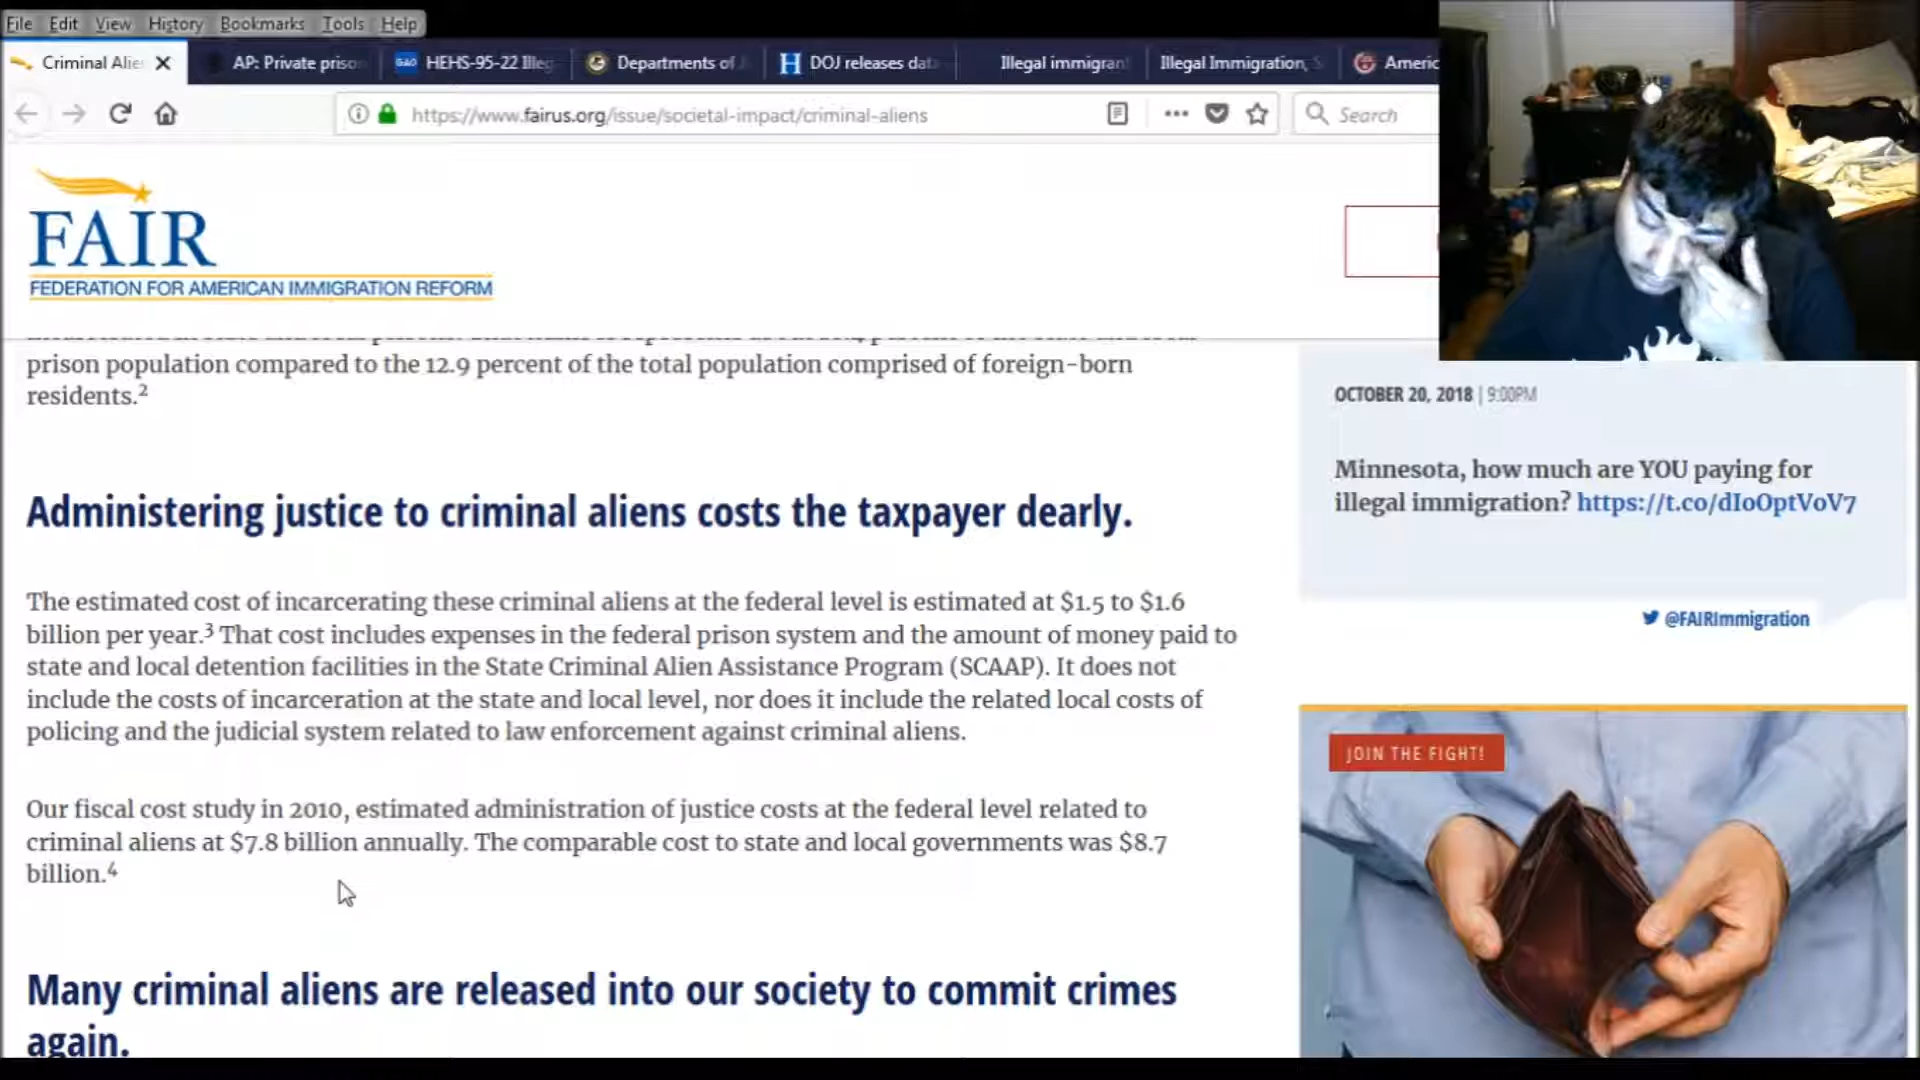 File Edit View History Bookmarks Tools Help
Criminal Alie
AP: Private priso
GAO HEHS-95-22 Illeg
Departments of J
H DOJ releases dat
Illegal immigran
Illegal Immigration, S
Americ
https://www.fairus.org/issue/societal-impact/criminal-aliens
Search
FAIR
FEDERATION FOR AMERICAN IMMIGRATION REFORM
prison population compared to the 12.9 percent of the total population comprised of foreign-born
residents.2
Administering justice to criminal aliens costs the taxpayer dearly.
The estimated cost of incarcerating these criminal aliens at the federal level is estimated at $1.5 to $1.6
billion per year.3 That cost includes expenses in the federal prison system and the amount of money paid to
state and local detention facilities in the State Criminal Alien Assistance Program (SCAAP). It does not
include the costs of incarceration at the state and local level, nor does it include the related local costs of
policing and the judicial system related to law enforcement against criminal aliens.
Our fiscal cost study in 2010, estimated administration of justice costs at the federal level related to
criminal aliens at $7.8 billion annually. The comparable cost to state and local governments was $8.7
billion.4
Many criminal aliens are released into our society to commit crimes
again.
OCTOBER 20, 2018 | 9:00PM
Minnesota, how much are YOU paying for
illegal immigration? https://t.co/dIoOptVoV7
@FAIRImmigration
JOIN THE FIGHT!